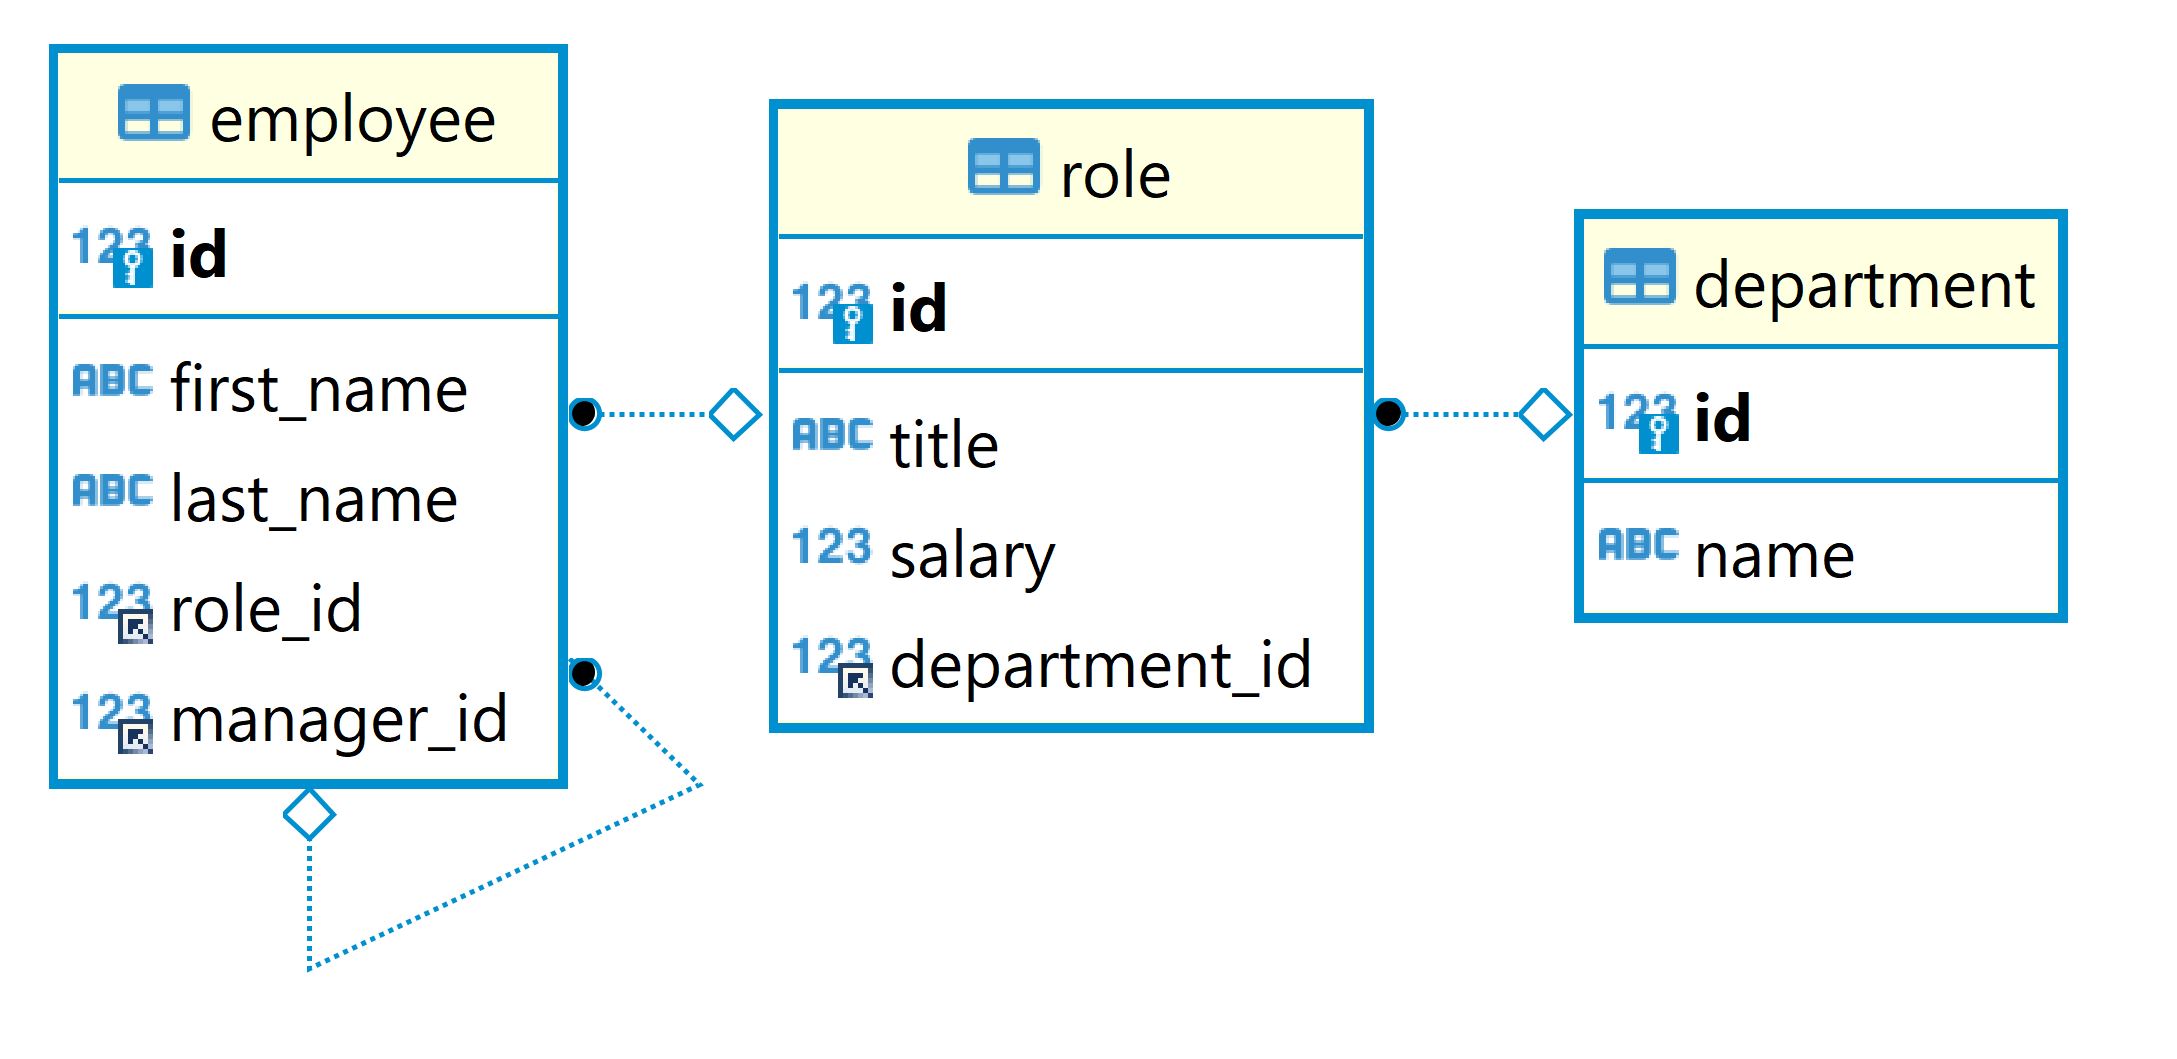 employee
123 id
ABC first_name
ABC last_name
123 role_id
123 manager_id
role
123 id
ABC title
123 salary
123 department_id
department
123 id
ABC name